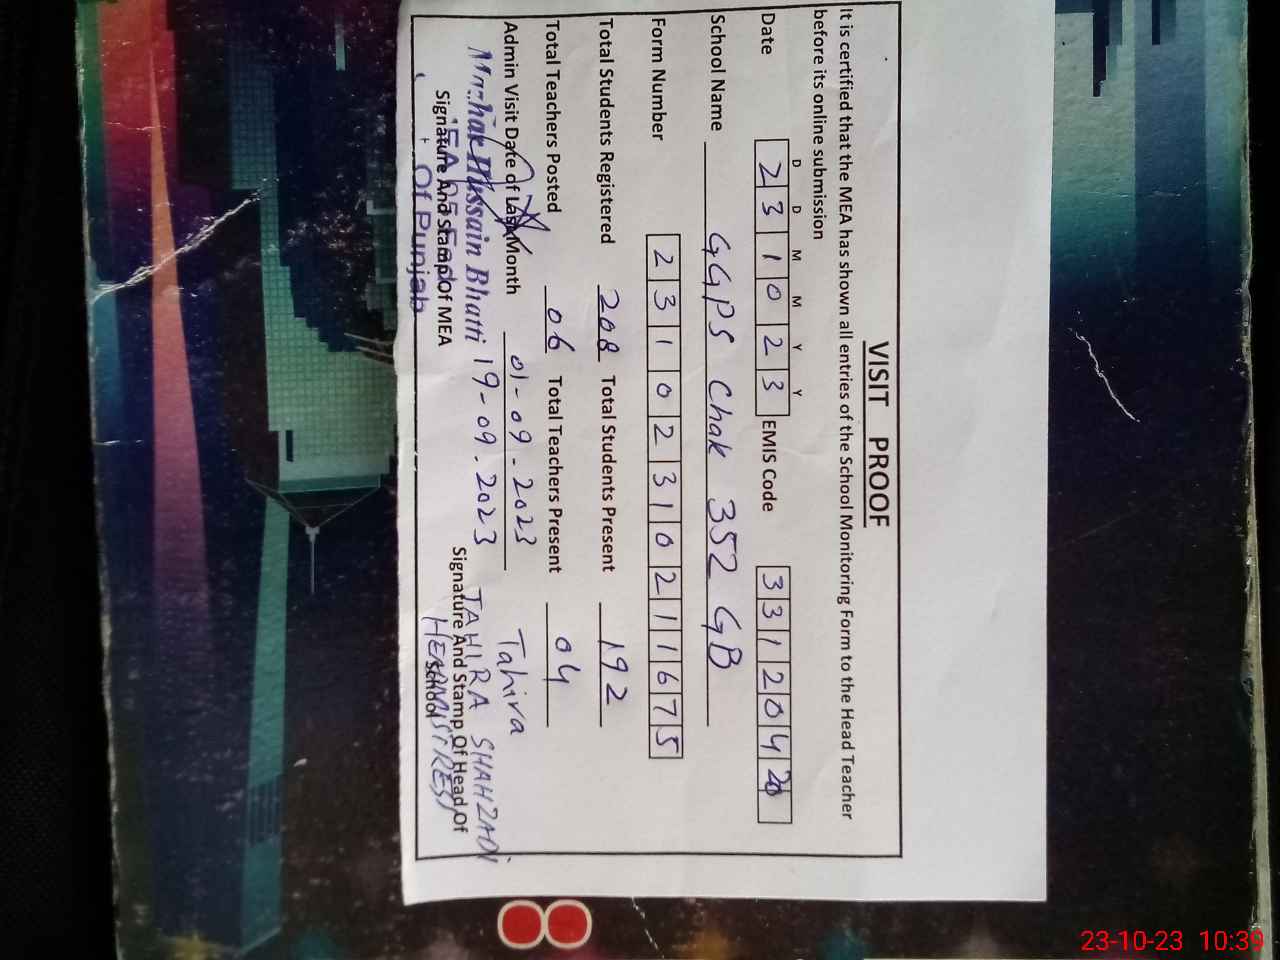 VISIT PROOF
It is certified that the MEA has shown all entries of the School Monitoring Form to the Head Teacher
before its online submission
D D M M Y Y
Date 2 3 1 0 2 3 EMIS Code 3 3 1 2 0 4
School Name GGPS Chak 352 GB
Form Number 2 3 1 0 2 3 1 0 2 1 1 6 7 5
Total Students Registered 208 Total Students Present 192
Total Teachers Posted 06 Total Teachers Present 04
Admin Visit Date of Last Month 01-09-2023
Tahira
Hussain Bhatti 19-09.2023 TAHIRA SHAHZADI
Signature And Stamp Of MEA Signature And Stamp Of Head Of
School
HEADMISTRESS
Of Punjab
8
23-10-23 10:39